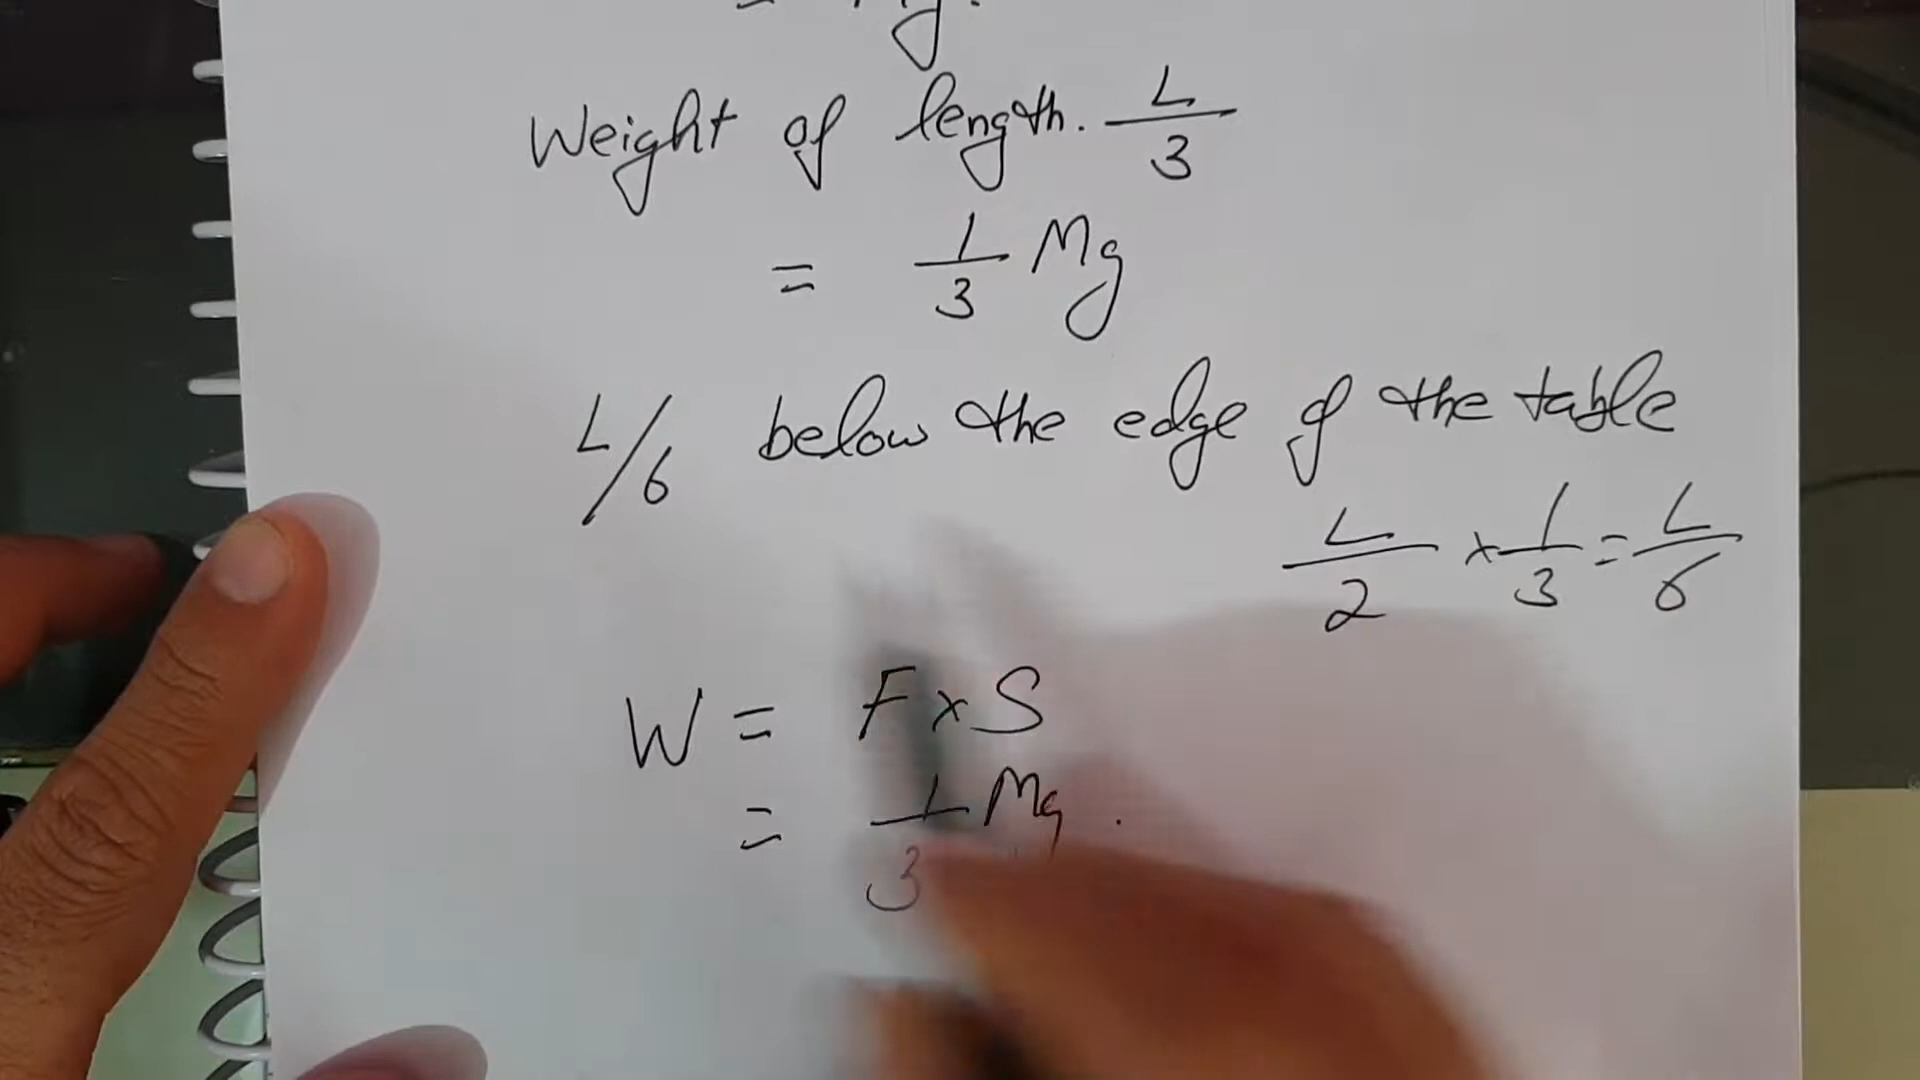 = Mg.
Weight of length. L/3
= 1/3 Mg
L/6 below the edge of the table
L/2 x 1/3 = L/6
W = F x S
= 1/3 Mg .